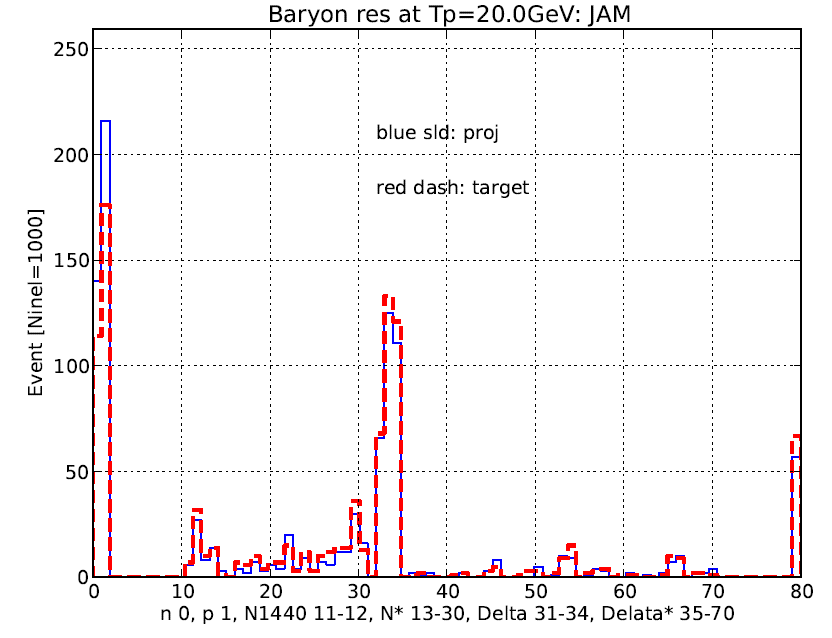 Baryon res at Tp=20.0GeV: JAM
250
200
150
100
50
0
Event [Ninel=1000]
blue sld: proj
red dash: target
0 10 20 30 40 50 60 70 80
n 0, p 1, N1440 11-12, N* 13-30, Delta 31-34, Delata* 35-70